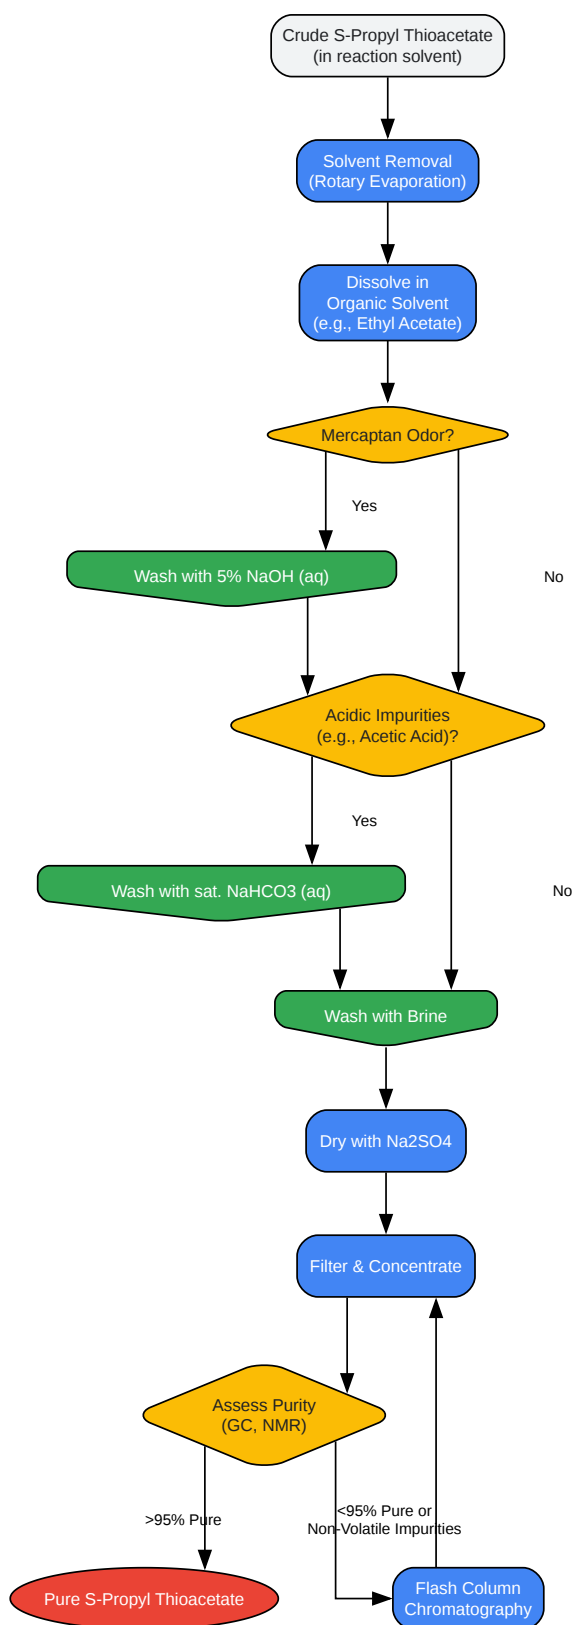 Crude S-Propyl Thioacetate
(in reaction solvent)
Solvent Removal
(Rotary Evaporation)
Dissolve in
Organic Solvent
(e.g., Ethyl Acetate)
Mercaptan Odor?
Yes
Wash with 5% NaOH (aq)
No
Acidic Impurities
(e.g., Acetic Acid)?
Yes
Wash with sat. NaHCO3 (aq)
No
Wash with Brine
Dry with Na2SO4
Filter & Concentrate
Assess Purity
(GC, NMR)
>95% Pure
<95% Pure or
Non-Volatile Impurities
Pure S-Propyl Thioacetate
Flash Column
Chromatography